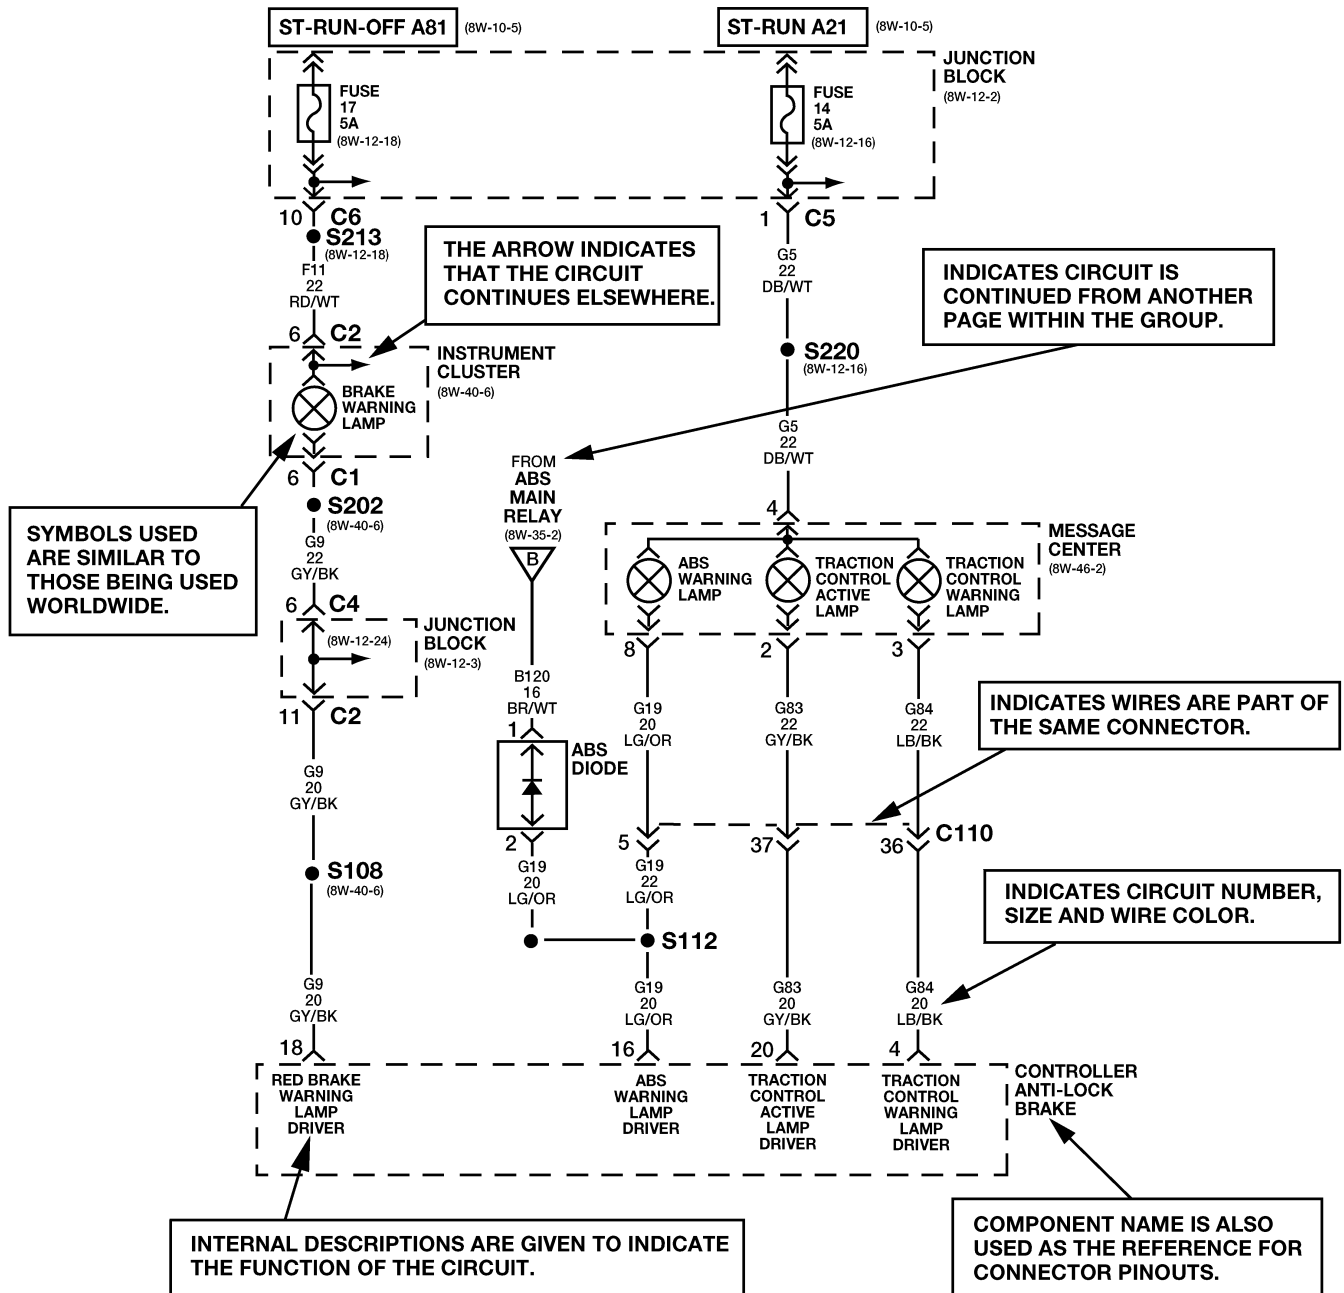 ST-RUN-OFF A81
(8W-10-5)
ST-RUN A21
(8W-10-5)
JUNCTION
BLOCK
(8W-12-2)
FUSE
17
5A
(8W-12-18)
FUSE
14
5A
(8W-12-16)
10
C6
S213
(8W-12-18)
F11
22
RD/WT
6
C2
1
C5
G5
22
DB/WT
S220
(8W-12-16)
G5
22
DB/WT
4
THE ARROW INDICATES
THAT THE CIRCUIT
CONTINUES ELSEWHERE.
INDICATES CIRCUIT IS
CONTINUED FROM ANOTHER
PAGE WITHIN THE GROUP.
INSTRUMENT
CLUSTER
(8W-40-6)
BRAKE
WARNING
LAMP
6
C1
S202
(8W-40-6)
G9
22
GY/BK
6
C4
SYMBOLS USED
ARE SIMILAR TO
THOSE BEING USED
WORLDWIDE.
FROM
ABS
MAIN
RELAY
(8W-35-2)
B
MESSAGE
CENTER
(8W-46-2)
ABS
WARNING
LAMP
TRACTION
CONTROL
ACTIVE
LAMP
TRACTION
CONTROL
WARNING
LAMP
8
2
3
(8W-12-24)
JUNCTION
BLOCK
(8W-12-3)
11
C2
B120
16
BR/WT
1
ABS
DIODE
2
G19
20
LG/OR
G19
20
LG/OR
G83
22
GY/BK
G84
22
LB/BK
INDICATES WIRES ARE PART OF
THE SAME CONNECTOR.
5
37
36
C110
G9
20
GY/BK
S108
(8W-40-6)
G19
22
LG/OR
S112
INDICATES CIRCUIT NUMBER,
SIZE AND WIRE COLOR.
G9
20
GY/BK
G19
20
LG/OR
G83
20
GY/BK
G84
20
LB/BK
18
16
20
4
RED BRAKE
WARNING
LAMP
DRIVER
ABS
WARNING
LAMP
DRIVER
TRACTION
CONTROL
ACTIVE
LAMP
DRIVER
TRACTION
CONTROL
WARNING
LAMP
DRIVER
CONTROLLER
ANTI-LOCK
BRAKE
INTERNAL DESCRIPTIONS ARE GIVEN TO INDICATE
THE FUNCTION OF THE CIRCUIT.
COMPONENT NAME IS ALSO
USED AS THE REFERENCE FOR
CONNECTOR PINOUTS.